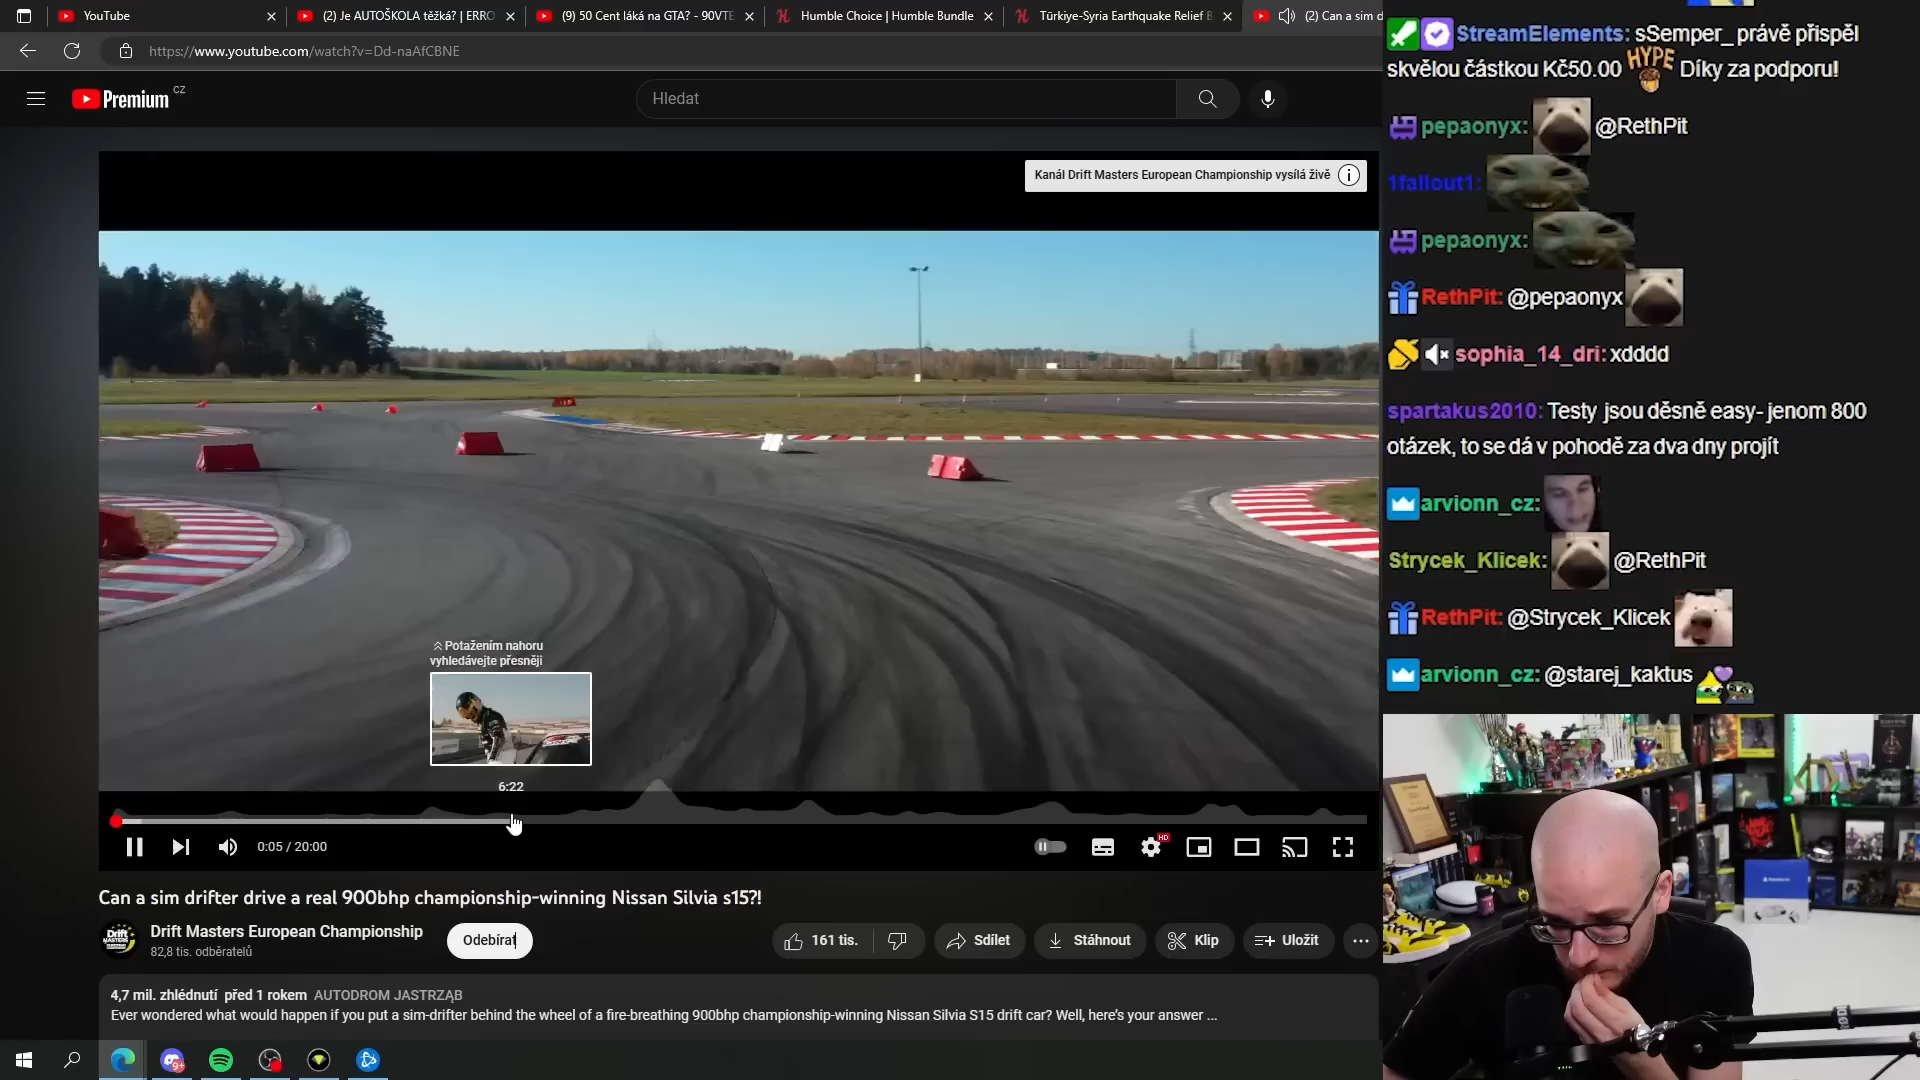 YouTube
(2) Je AUTOŠKOLA těžká? | ERRO
(9) 50 Cent láká na GTA? - 90VTE
Humble Choice | Humble Bundle
Türkiye-Syria Earthquake Relief B
(2) Can a sim d
https://www.youtube.com/watch?v=Dd-naAfCBNE
Premium CZ
Hledat
Kanál Drift Masters European Championship vysílá živě
Potažením nahoru
vyhledávejte přesněji
6:22
0:05 / 20:00
HD
Can a sim drifter drive a real 900bhp championship-winning Nissan Silvia s15?!
Drift Masters European Championship
82,8 tis. odběratelů
Odebírat
161 tis.
Sdílet
Stáhnout
Klip
Uložit
4,7 mil. zhlédnutí před 1 rokem AUTODROM JASTRZĄB
Ever wondered what would happen if you put a sim-drifter behind the wheel of a fire-breathing 900bhp championship-winning Nissan Silvia S15 drift car? Well, here's your answer ...
9+
StreamElements: sSemper_ právě přispěl
skvělou částkou Kč50.00 HYPE Díky za podporu!
pepaonyx: @RethPit
1fallout1:
pepaonyx:
RethPit: @pepaonyx
sophia_14_dri: xdddd
spartakus2010: Testy jsou děsně easy- jenom 800
otázek, to se dá v pohodě za dva dny projít
arvionn_cz:
Strycek_Klicek: @RethPit
RethPit: @Strycek_Klicek
arvionn_cz: @starej_kaktus